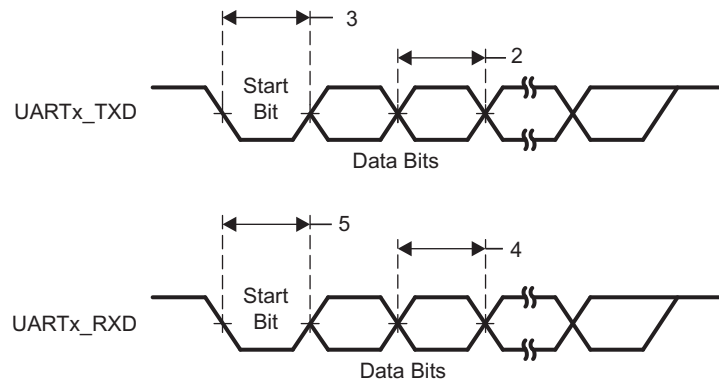 3
2
Start
Bit
UARTx_TXD
Data Bits
5
4
Start
Bit
UARTx_RXD
Data Bits